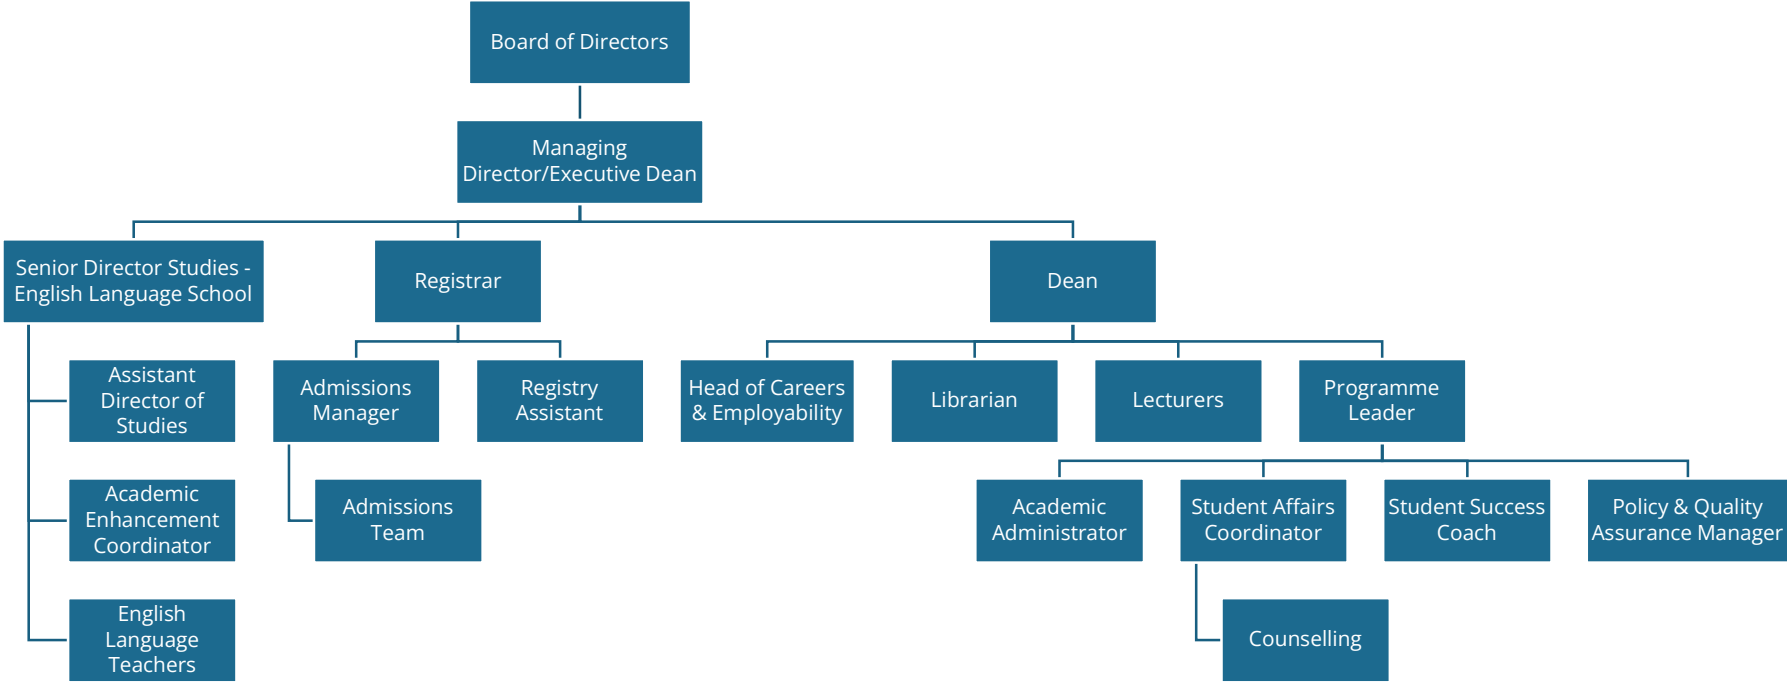 Board of Directors
Managing
Director/Executive Dean
Senior Director Studies -
English Language School
Registrar
Dean
Assistant
Director of
Studies
Admissions
Manager
Registry
Assistant
Head of Careers
& Employability
Librarian
Lecturers
Programme
Leader
Academic
Enhancement
Coordinator
Admissions
Team
Academic
Administrator
Student Affairs
Coordinator
Student Success
Coach
Policy & Quality
Assurance Manager
English
Language
Teachers
Counselling